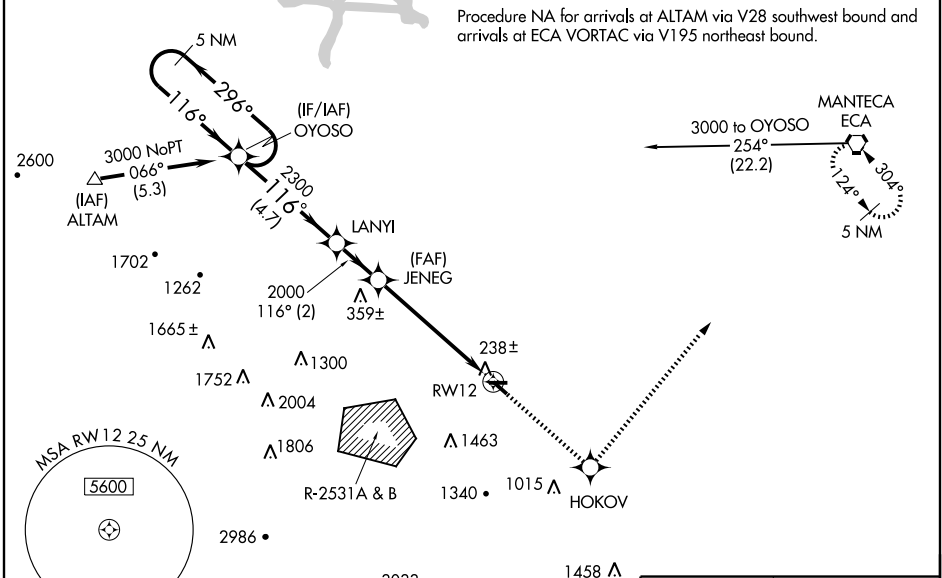 Procedure NA for arrivals at ALTAM via V28 southwest bound and
arrivals at ECA VORTAC via V195 northeast bound.
5 NM
296°
116°
(IF/IAF)
OYOSO
MANTECA
ECA
3000 to OYOSO
254°
(22.2)
304°
124°
5 NM
2600
3000 NoPT
066°
(5.3)
(IAF)
ALTAM
2300
116°
(4.7)
LANYI
(FAF)
JENEG
1702
1262
2000
116° (2)
359±
1665±
1300
238±
RW12
1752
2004
1806
1463
MSA RW12 25 NM
5600
R-2531A & B
1340
1015
HOKOV
2986
1458